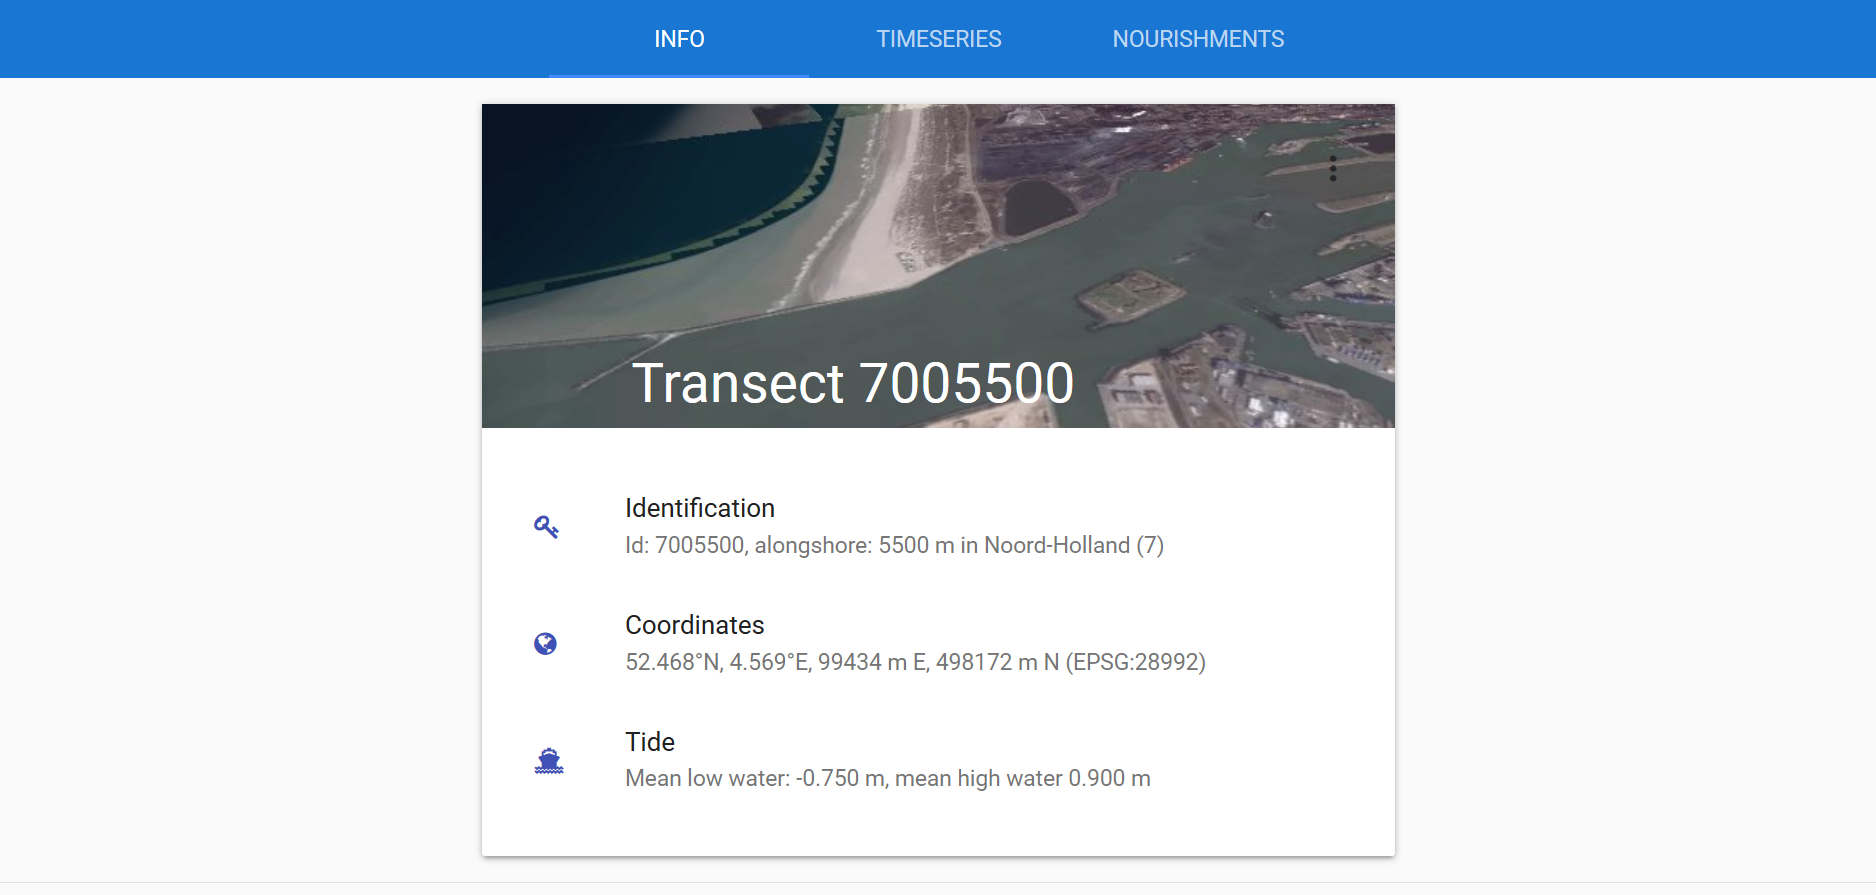 INFO TIMESERIES NOURISHMENTS
Transect 7005500
Identification
Id: 7005500, alongshore: 5500 m in Noord-Holland (7)
Coordinates
52.468°N, 4.569°E, 99434 m E, 498172 m N (EPSG:28992)
Tide
Mean low water: -0.750 m, mean high water 0.900 m